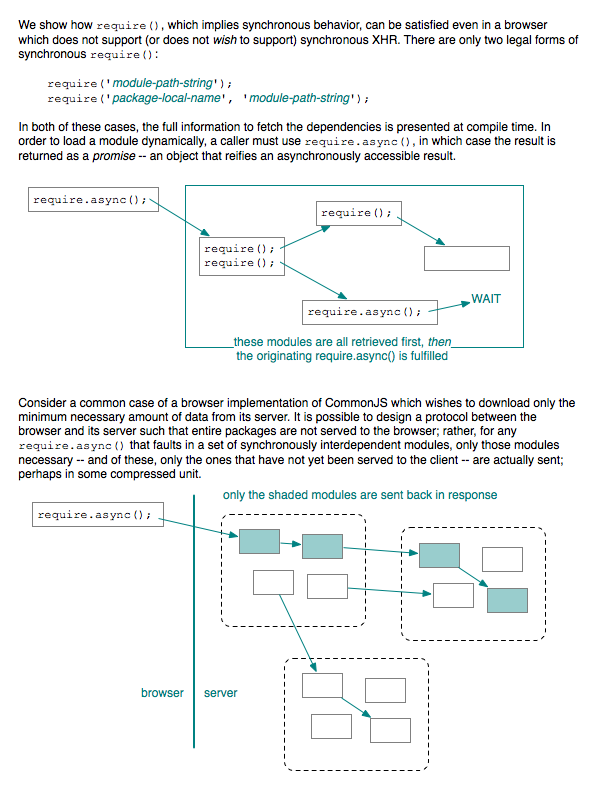 We show how require(), which implies synchronous behavior, can be satisfied even in a browser
which does not support (or does not wish to support) synchronous XHR. There are only two legal forms of
synchronous require():
require('module-path-string');
require('package-local-name', 'module-path-string');
In both of these cases, the full information to fetch the dependencies is presented at compile time. In
order to load a module dynamically, a caller must use require.async(), in which case the result is
returned as a promise -- an object that reifies an asynchronously accessible result.
require.async();
require();
require();
require();
require.async();
WAIT
these modules are all retrieved first, then
the originating require.async() is fulfilled
Consider a common case of a browser implementation of CommonJS which wishes to download only the
minimum necessary amount of data from its server. It is possible to design a protocol between the
browser and its server such that entire packages are not served to the browser; rather, for any
require.async() that faults in a set of synchronously interdependent modules, only those modules
necessary -- and of these, only the ones that have not yet been served to the client -- are actually sent;
perhaps in some compressed unit.
only the shaded modules are sent back in response
require.async();
browser
server